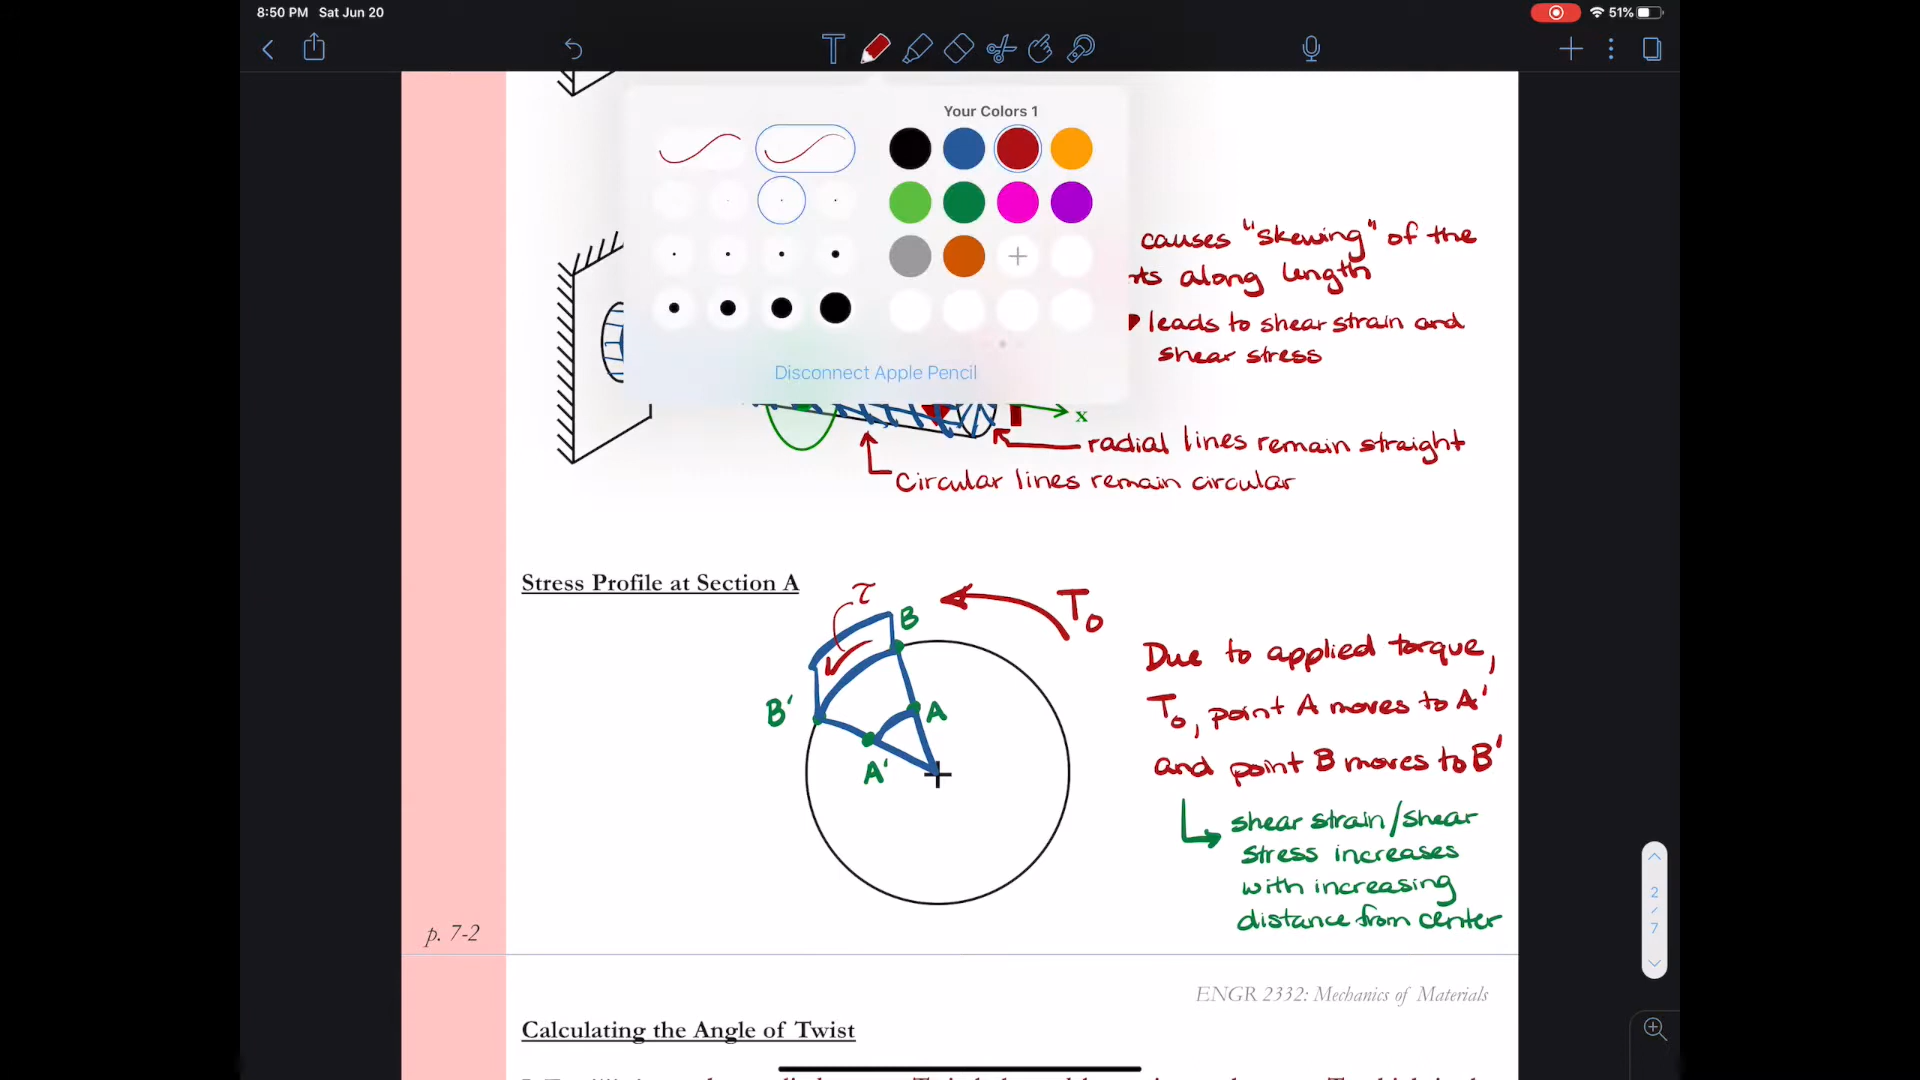 8:50 PM Sat Jun 20
51%
Your Colors 1
Disconnect Apple Pencil
causes "skewing" of the
along length
leads to shear strain and
shear stress
x
radial lines remain straight
Circular lines remain circular
Stress Profile at Section A
τ
B
T₀
B'
A
A'
Due to applied torque,
T₀, point A moves to A'
and point B moves to B'
shear strain/shear
stress increases
with increasing
distance from center
2
/
7
p. 7-2
ENGR 2332: Mechanics of Materials
Calculating the Angle of Twist